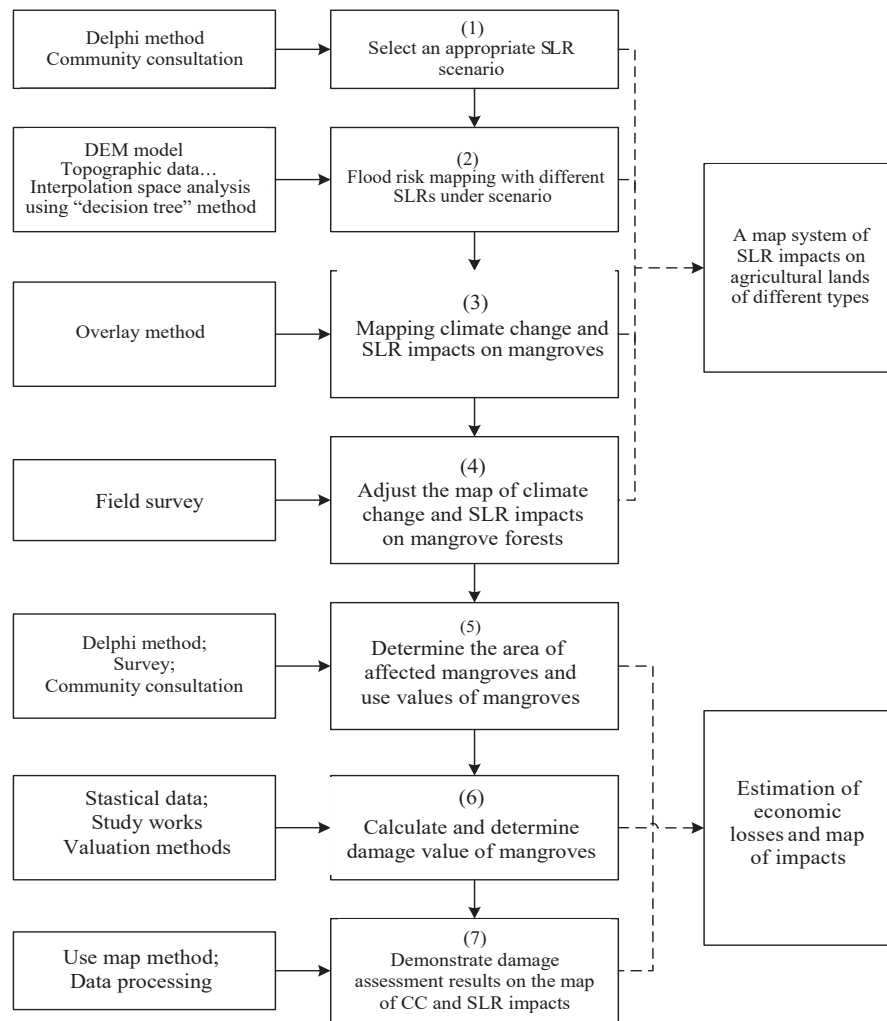 Delphi method
Community consultation
(1)
Select an appropriate SLR
scenario
DEM model
Topographic data…
Interpolation space analysis
using “decision tree” method
(2)
Flood risk mapping with different
SLRs under scenario
A map system of
SLR impacts on
agricultural lands
of different types
Overlay method
(3)
Mapping climate change and
SLR impacts on mangroves
Field survey
(4)
Adjust the map of climate
change and SLR impacts
on mangrove forests
Delphi method;
Survey;
Community consultation
(5)
Determine the area of
affected mangroves and
use values of mangroves
Stastical data;
Study works
Valuation methods
(6)
Calculate and determine
damage value of mangroves
Estimation of
economic
losses and map
of impacts
Use map method;
Data processing
(7)
Demonstrate damage
assessment results on the map
of CC and SLR impacts